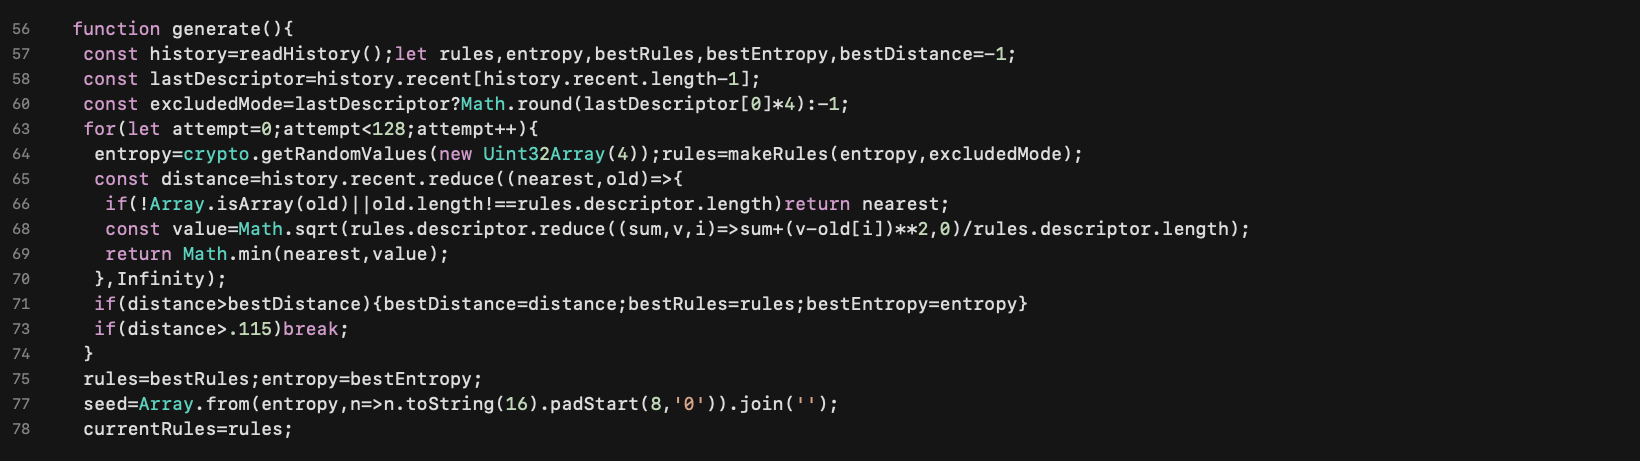 56 function generate(){
57 const history=readHistory();let rules,entropy,bestRules,bestEntropy,bestDistance=-1;
58 const lastDescriptor=history.recent[history.recent.length-1];
60 const excludedMode=lastDescriptor?Math.round(lastDescriptor[0]*4):-1;
63 for(let attempt=0;attempt<128;attempt++){
64 entropy=crypto.getRandomValues(new Uint32Array(4));rules=makeRules(entropy,excludedMode);
65 const distance=history.recent.reduce((nearest,old)=>{
66 if(!Array.isArray(old)||old.length!==rules.descriptor.length)return nearest;
68 const value=Math.sqrt(rules.descriptor.reduce((sum,v,i)=>sum+(v-old[i])**2,0)/rules.descriptor.length);
69 return Math.min(nearest,value);
70 },Infinity);
71 if(distance>bestDistance){bestDistance=distance;bestRules=rules;bestEntropy=entropy}
73 if(distance>.115)break;
74 }
75 rules=bestRules;entropy=bestEntropy;
77 seed=Array.from(entropy,n=>n.toString(16).padStart(8,'0')).join('');
78 currentRules=rules;